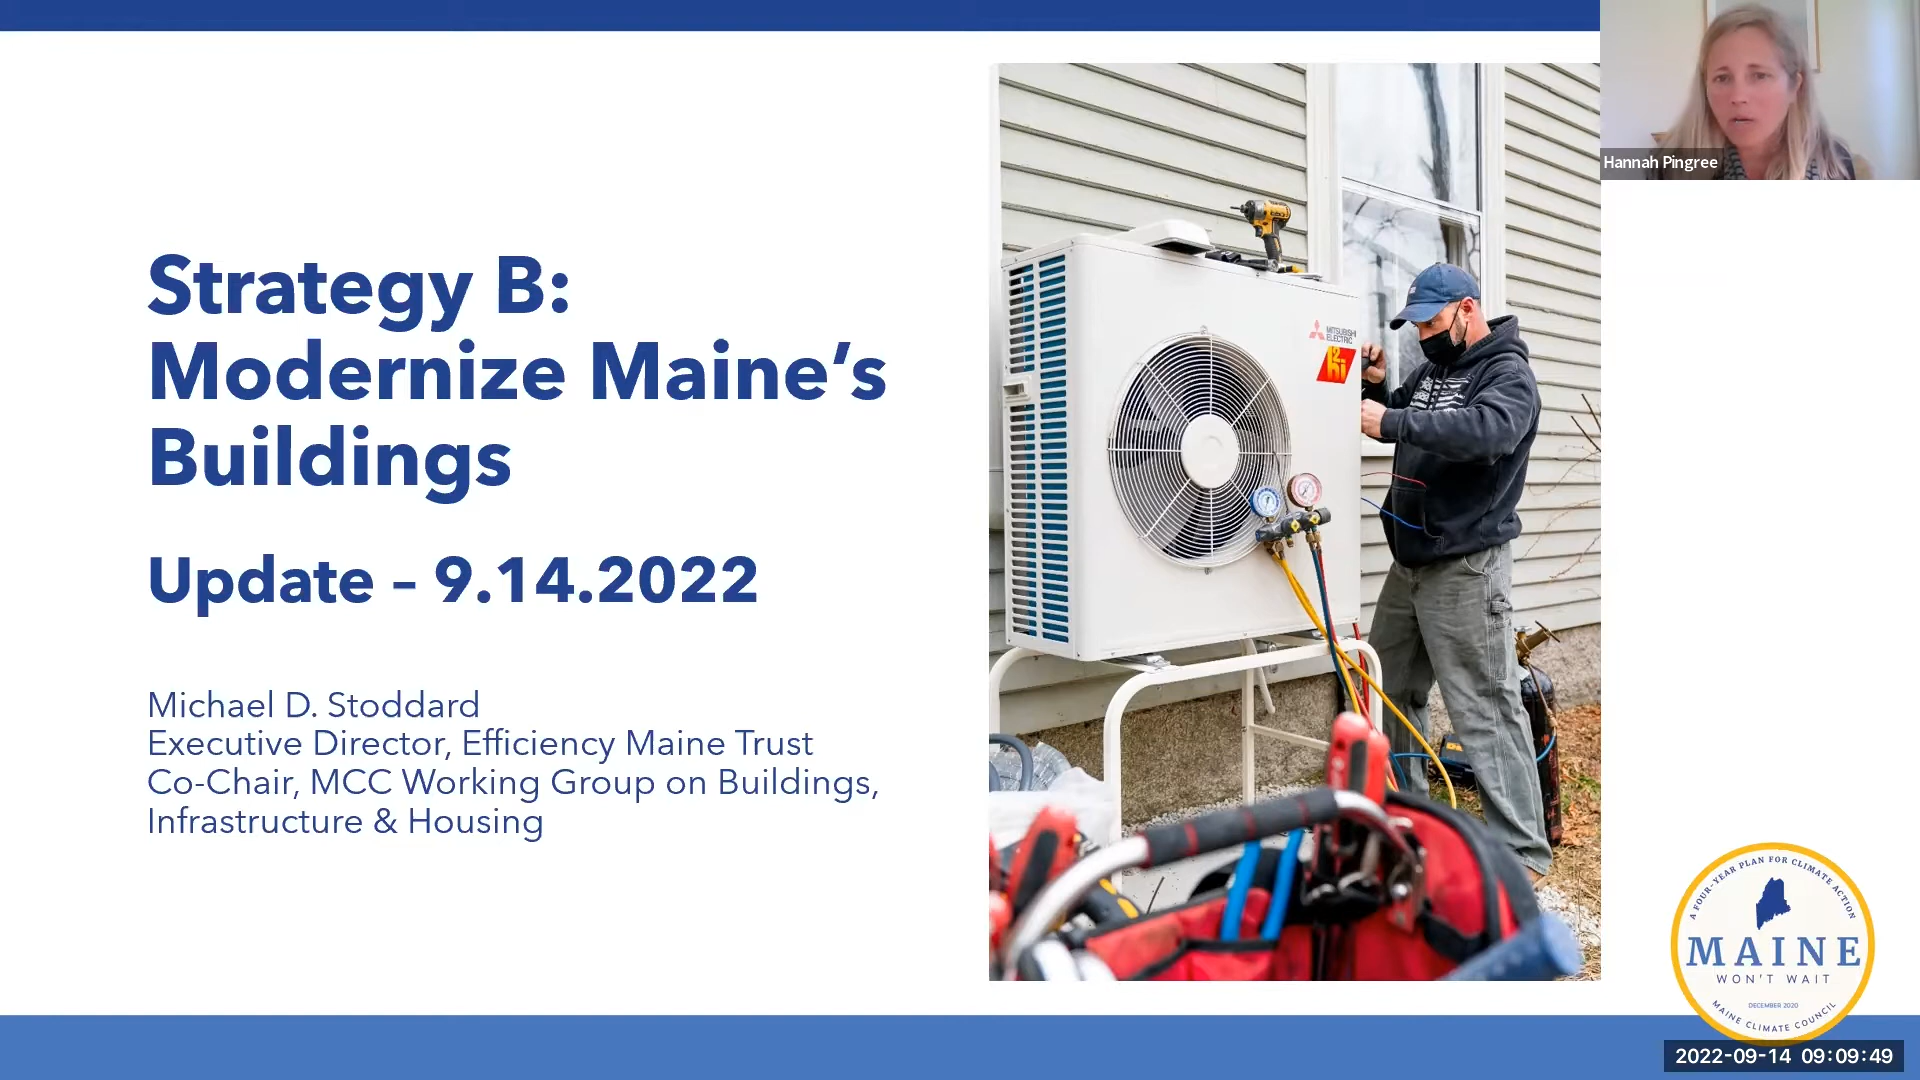 Strategy B:
Modernize Maine’s
Buildings
Update – 9.14.2022
Michael D. Stoddard
Executive Director, Efficiency Maine Trust
Co-Chair, MCC Working Group on Buildings,
Infrastructure & Housing
MITSUBISHI
ELECTRIC
Hannah Pingree
A FOUR-YEAR PLAN FOR CLIMATE ACTION
MAINE
WON'T WAIT
DECEMBER 2020
MAINE CLIMATE COUNCIL
2022-09-14 09:09:49